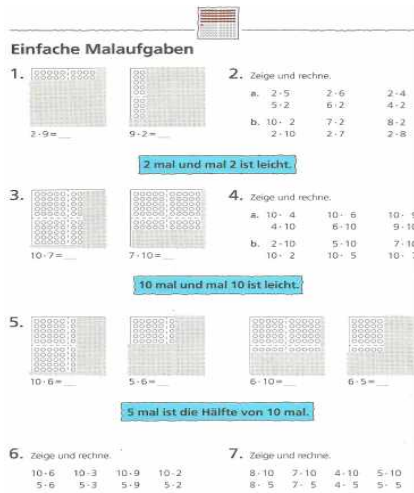 Einfache Malaufgaben
1.
2 · 9 = __
9 · 2 = __
2. Zeige und rechne.
a. 2 · 5 2 · 6 2 · 4
5 · 2 6 · 2 4 · 2
b. 10 · 2 7 · 2 8 · 2
2 · 10 2 · 7 2 · 8
2 mal und mal 2 ist leicht.
3.
10 · 7 = __
7 · 10 = __
4. Zeige und rechne.
a. 10 · 4 10 · 6 10 ·
4 · 10 6 · 10 9 · 10
b. 2 · 10 5 · 10 7 · 10
10 · 2 10 · 5 10 ·
10 mal und mal 10 ist leicht.
5.
10 · 6 = __
5 · 6 = __
6 · 10 = __
6 · 5 = __
5 mal ist die Hälfte von 10 mal.
6. Zeige und rechne.
10 · 6 10 · 3 10 · 9 10 · 2
5 · 6 5 · 3 5 · 9 5 · 2
7. Zeige und rechne.
8 · 10 7 · 10 4 · 10 5 · 10
8 · 5 7 · 5 4 · 5 5 · 5